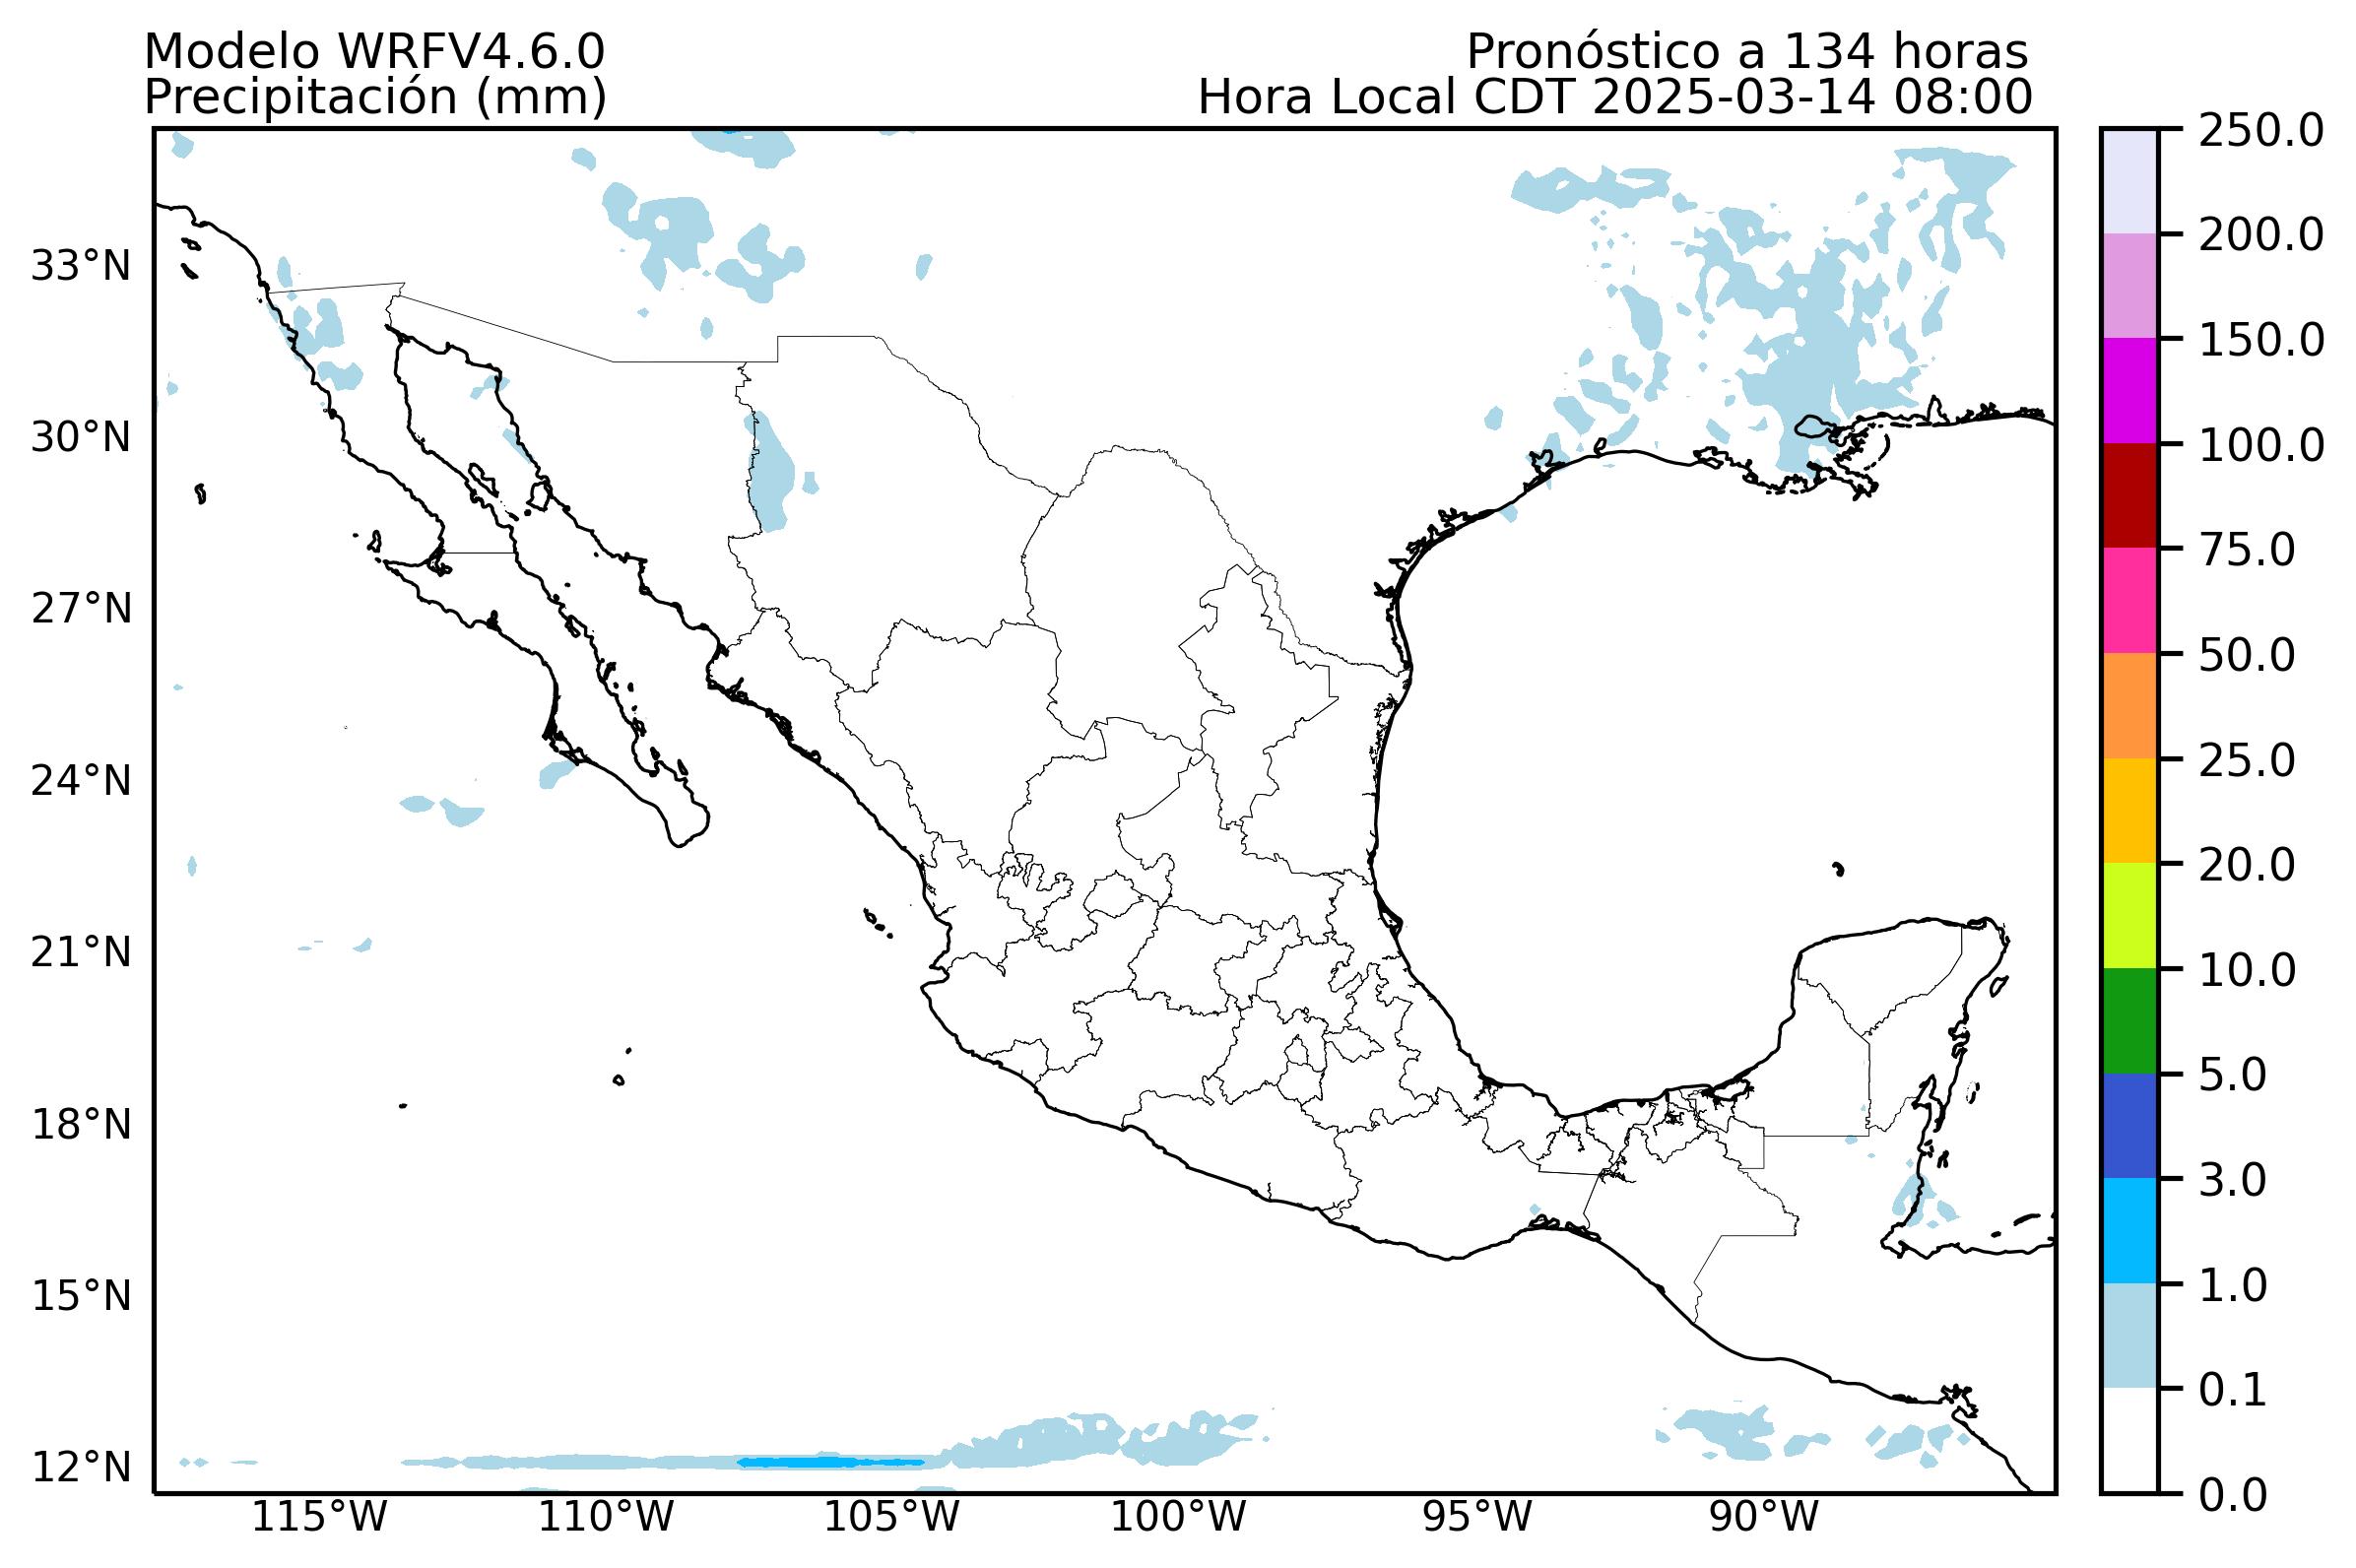 Modelo WRFV4.6.0
Precipitación (mm)
Pronóstico a 134 horas
Hora Local CDT 2025-03-14 08:00
33°N
30°N
27°N
24°N
21°N
18°N
15°N
12°N
115°W
110°W
105°W
100°W
95°W
90°W
250.0
200.0
150.0
100.0
75.0
50.0
25.0
20.0
10.0
5.0
3.0
1.0
0.1
0.0